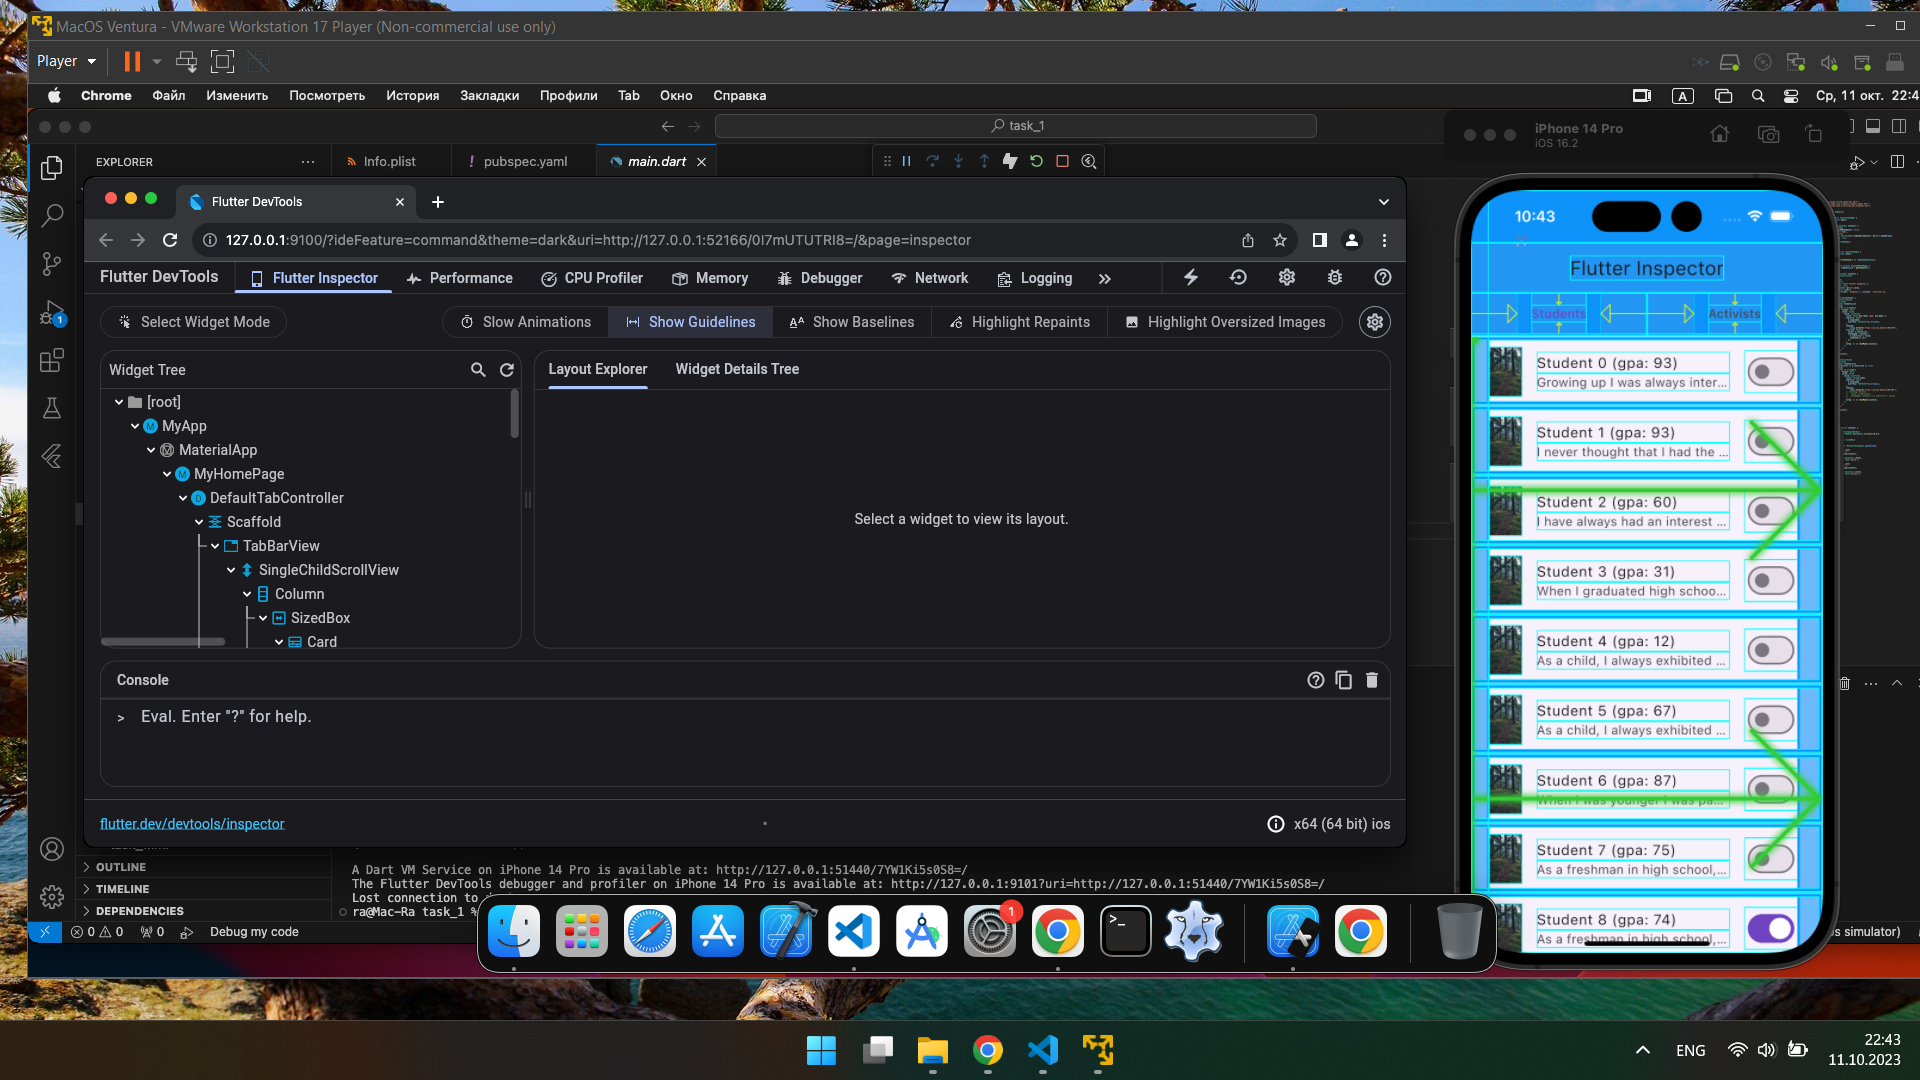 MacOS Ventura - VMware Workstation 17 Player (Non-commercial use only)
Player
Chrome Файл Изменить Посмотреть История Закладки Профили Tab Окно Справка
A
Ср, 11 окт. 22:4
task_1
iPhone 14 Pro
iOS 16.2
EXPLORER
Info.plist
! pubspec.yaml
main.dart
Flutter DevTools
127.0.0.1:9100/?ideFeature=command&theme=dark&uri=http://127.0.0.1:52166/0I7mUTUTRI8=/&page=inspector
Flutter DevTools
Flutter Inspector
Performance
CPU Profiler
Memory
Debugger
Network
Logging
Select Widget Mode
Slow Animations
Show Guidelines
Show Baselines
Highlight Repaints
Highlight Oversized Images
Widget Tree
[root]
MyApp
MaterialApp
MyHomePage
DefaultTabController
Scaffold
TabBarView
SingleChildScrollView
Column
SizedBox
Card
Layout Explorer
Widget Details Tree
Select a widget to view its layout.
Console
> Eval. Enter "?" for help.
flutter.dev/devtools/inspector
x64 (64 bit) ios
1
OUTLINE
TIMELINE
DEPENDENCIES
A Dart VM Service on iPhone 14 Pro is available at: http://127.0.0.1:51440/7YW1Ki5s0S8=/
The Flutter DevTools debugger and profiler on iPhone 14 Pro is available at: http://127.0.0.1:9101?uri=http://127.0.0.1:51440/7YW1Ki5s0S8=/
Lost connection to
ra@Mac-Ra task_1 %
0 0
0
Debug my code
s simulator)
1
10:43
Flutter Inspector
Students
Activists
Student 0 (gpa: 93)
Growing up I was always inter...
Student 1 (gpa: 93)
I never thought that I had the ...
Student 2 (gpa: 60)
I have always had an interest ...
Student 3 (gpa: 31)
When I graduated high schoo...
Student 4 (gpa: 12)
As a child, I always exhibited ...
Student 5 (gpa: 67)
As a child, I always exhibited ...
Student 6 (gpa: 87)
When I was younger I was pa...
Student 7 (gpa: 75)
As a freshman in high school,...
Student 8 (gpa: 74)
As a freshman in high school,...
ENG
22:43
11.10.2023